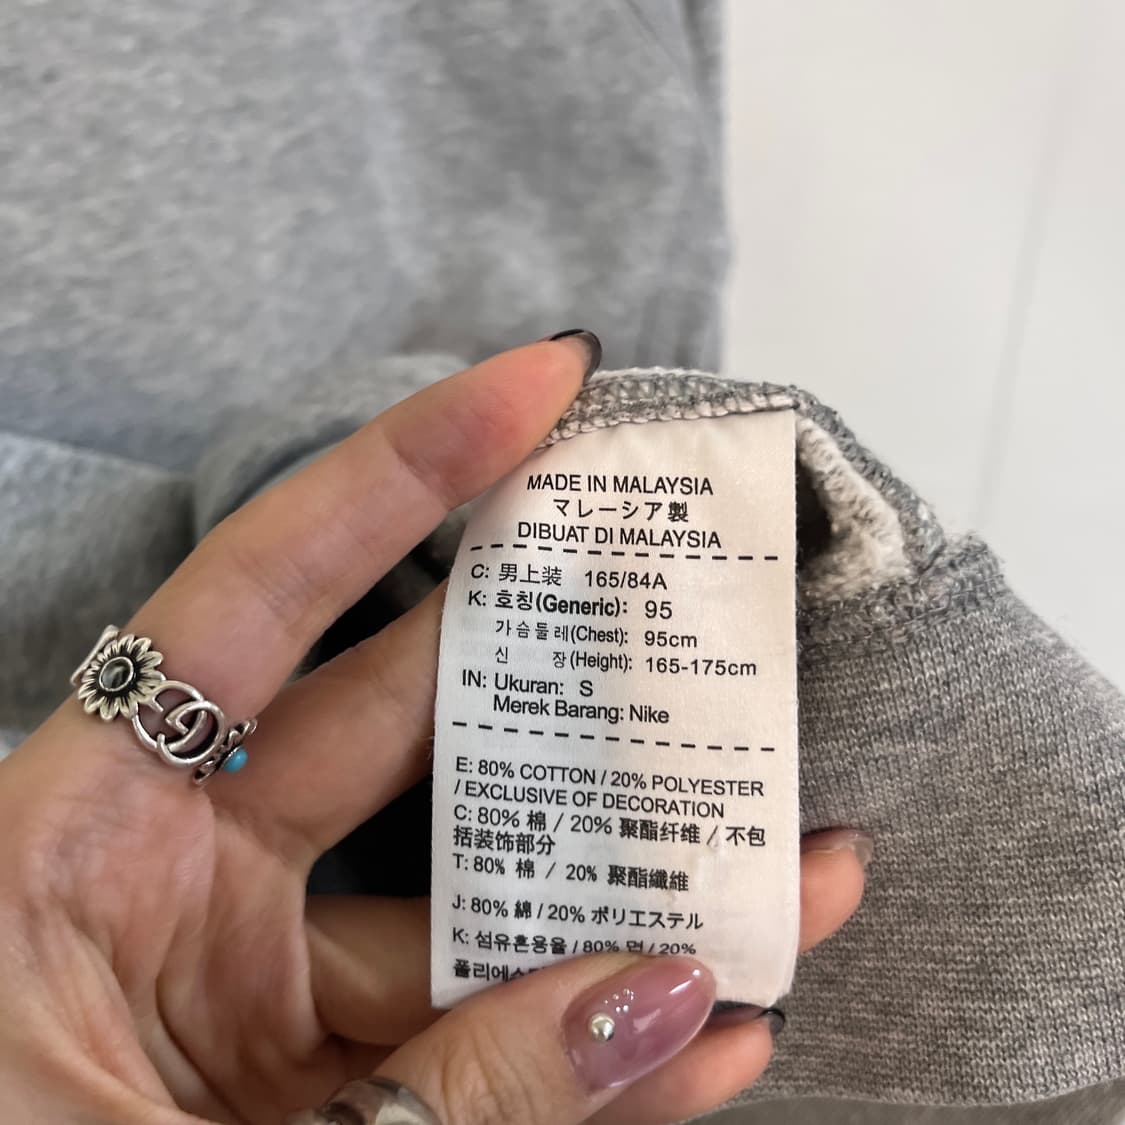 MADE IN MALAYSIA
マレーシア製
DIBUAT DI MALAYSIA
C: 男上装 165/84A
K: 호칭(Generic): 95
가슴둘레(Chest): 95cm
신 장(Height): 165-175cm
IN: Ukuran: S
Merek Barang: Nike
E: 80% COTTON / 20% POLYESTER
/ EXCLUSIVE OF DECORATION
C: 80% 棉 / 20% 聚酯纤维 / 不包
括装饰部分
T: 80% 棉 / 20% 聚酯纖維
J: 80% 綿 / 20% ポリエステル
K: 섬유혼용율 / 80% 면 / 20%